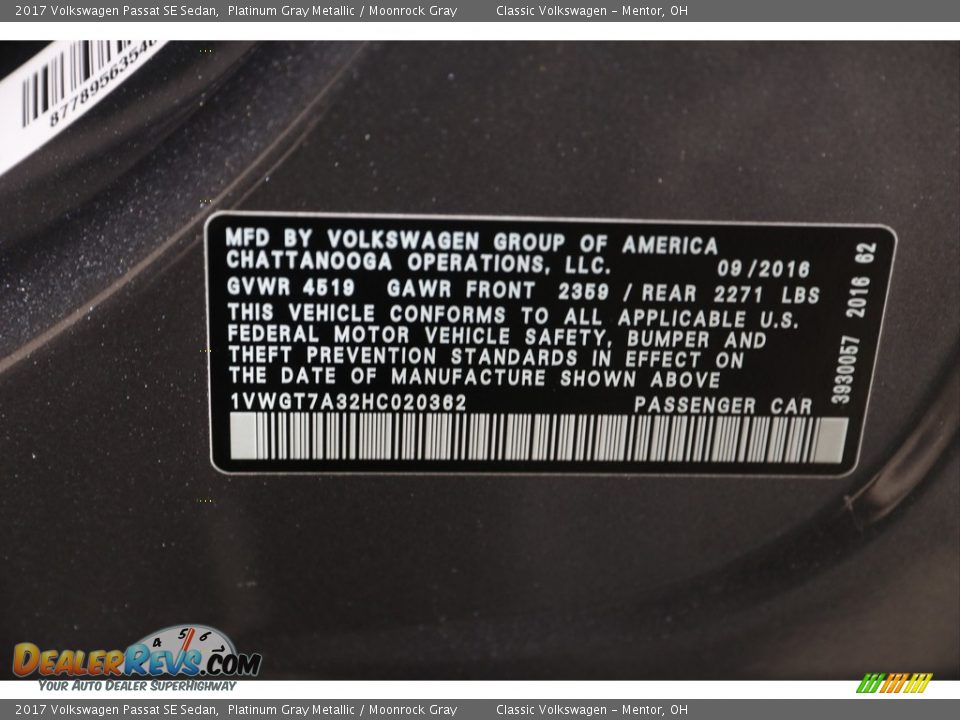 2017 Volkswagen Passat SE Sedan, Platinum Gray Metallic / Moonrock Gray Classic Volkswagen - Mentor, OH
MFD BY VOLKSWAGEN GROUP OF AMERICA
CHATTANOOGA OPERATIONS, LLC. 09/2016
GVWR 4519 GAWR FRONT 2359 / REAR 2271 LBS
THIS VEHICLE CONFORMS TO ALL APPLICABLE U.S.
FEDERAL MOTOR VEHICLE SAFETY, BUMPER AND
THEFT PREVENTION STANDARDS IN EFFECT ON
THE DATE OF MANUFACTURE SHOWN ABOVE
1VWGT7A32HC020362 PASSENGER CAR
3930057 2016 62
4 5 6
DEALERREVS.COM
YOUR AUTO DEALER SUPERHIGHWAY
2017 Volkswagen Passat SE Sedan, Platinum Gray Metallic / Moonrock Gray Classic Volkswagen - Mentor, OH